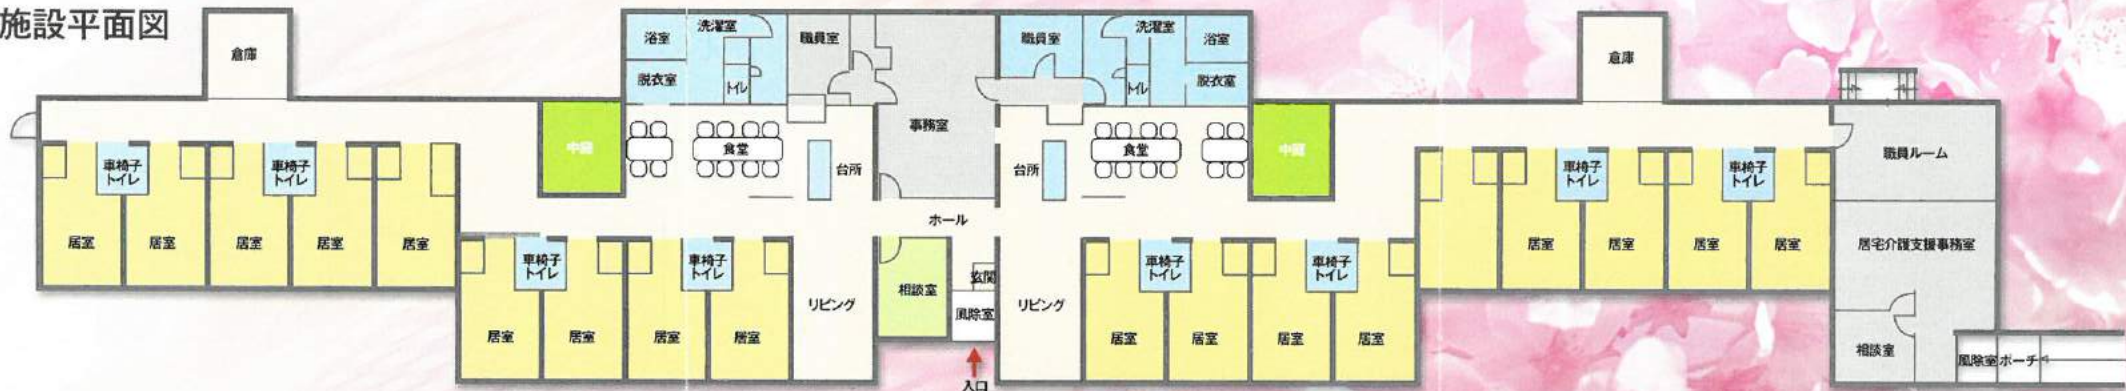 施設平面図
倉庫
浴室
洗濯室
職員室
脱衣室
トイレ
事務室
職員室
洗濯室
浴室
トイレ
脱衣室
倉庫
中庭
食堂
台所
台所
食堂
中庭
車椅子
トイレ
車椅子
トイレ
居室
居室
居室
居室
居室
車椅子
トイレ
車椅子
トイレ
居室
居室
居室
居室
リビング
ホール
相談室
玄関
風除室
入口
リビング
車椅子
トイレ
車椅子
トイレ
居室
居室
居室
居室
車椅子
トイレ
車椅子
トイレ
居室
居室
居室
居室
職員ルーム
居宅介護支援事務室
相談室
風除室
ポーチ